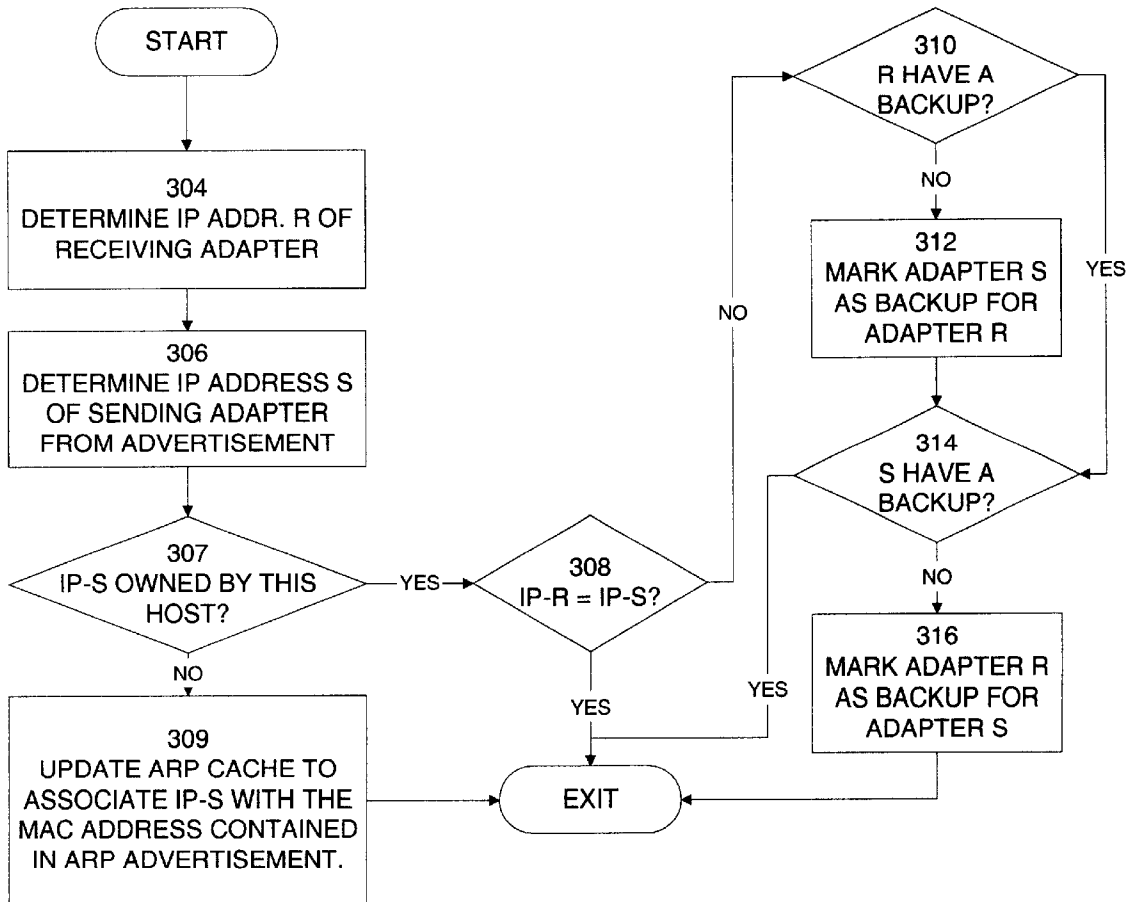 START
304
DETERMINE IP ADDR. R OF
RECEIVING ADAPTER
306
DETERMINE IP ADDRESS S
OF SENDING ADAPTER
FROM ADVERTISEMENT
307
IP-S OWNED BY THIS
HOST?
YES
NO
309
UPDATE ARP CACHE TO
ASSOCIATE IP-S WITH THE
MAC ADDRESS CONTAINED
IN ARP ADVERTISEMENT.
308
IP-R = IP-S?
NO
YES
310
R HAVE A
BACKUP?
NO
YES
312
MARK ADAPTER S
AS BACKUP FOR
ADAPTER R
314
S HAVE A
BACKUP?
YES
NO
316
MARK ADAPTER R
AS BACKUP FOR
ADAPTER S
EXIT